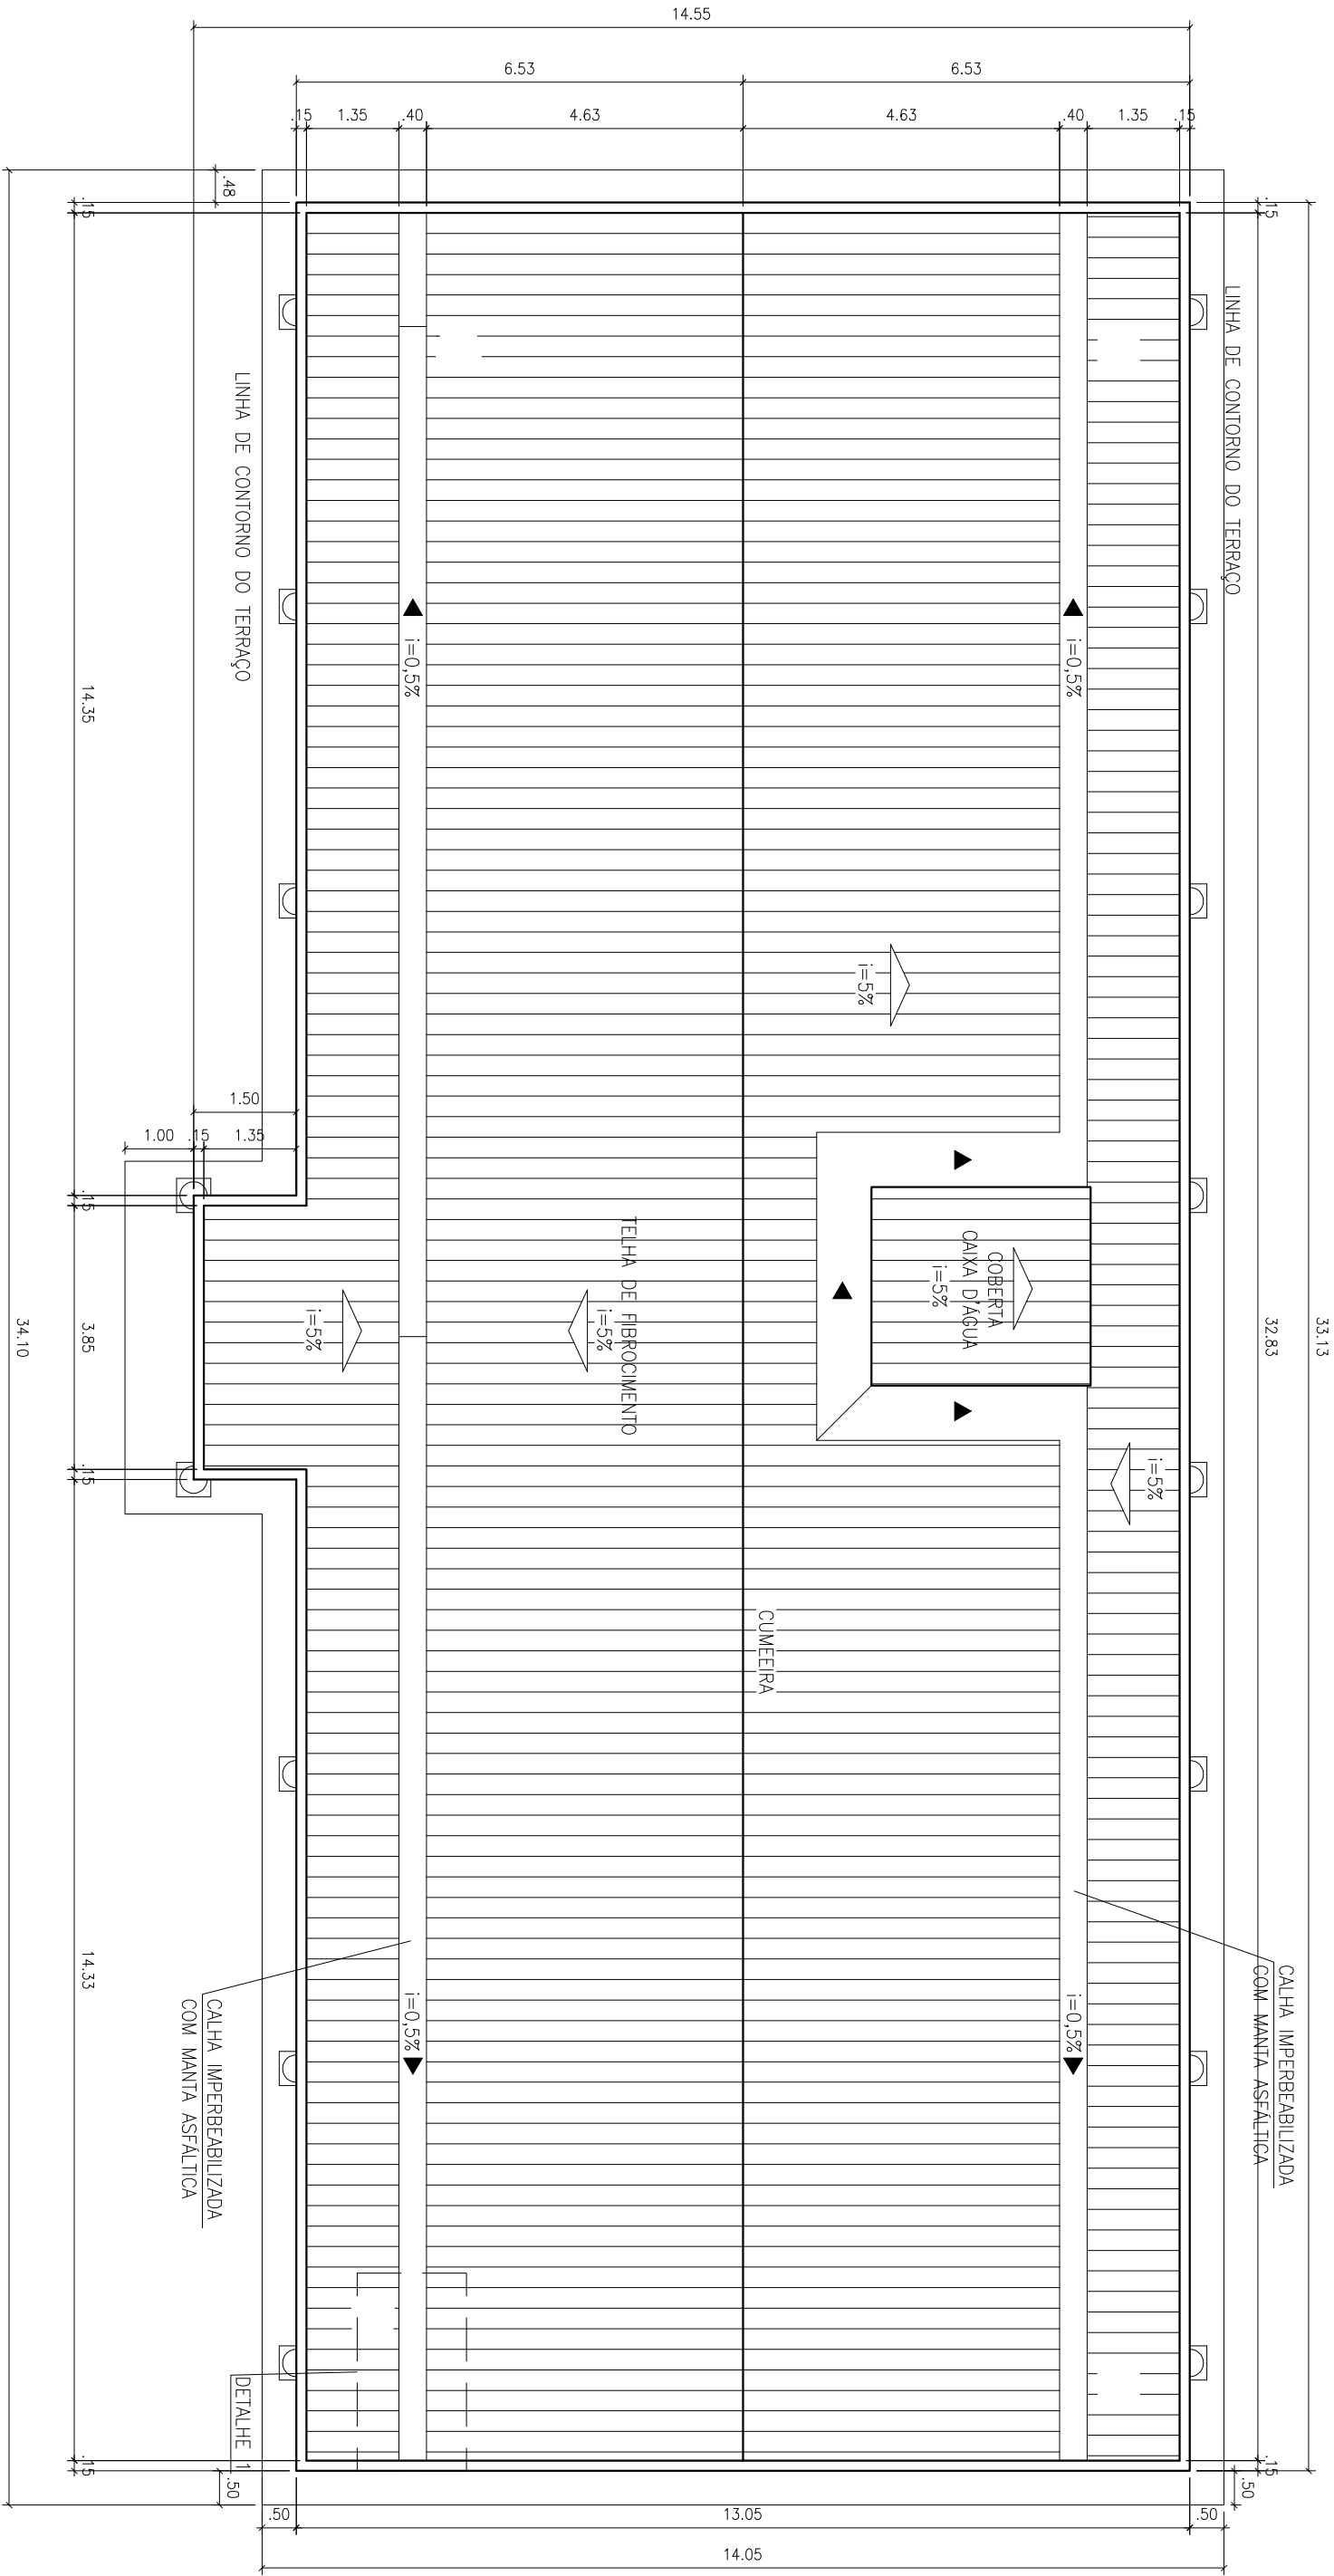 14.55
6.53
6.53
.15
1.35
.40
4.63
4.63
.40
1.35
.15
.48
.15
.15
LINHA DE CONTORNO DO TERRAÇO
LINHA DE CONTORNO DO TERRAÇO
i=0,5%
i=0,5%
14.35
i=5%
1.50
1.00
.15
1.35
.15
TELHA DE FIBROCIMENTO
COBERTA
CAIXA D'ÁGUA
i=5%
i=5%
i=5%
3.85
34.10
32.83
33.13
i=5%
.15
CUMEEIRA
14.33
CALHA IMPERBEABILIZADA
COM MANTA ASFÁLTICA
CALHA IMPERBEABILIZADA
COM MANTA ASFÁLTICA
i=0,5%
i=0,5%
DETALHE 1
.15
.50
.15
.50
.50
13.05
.50
14.05